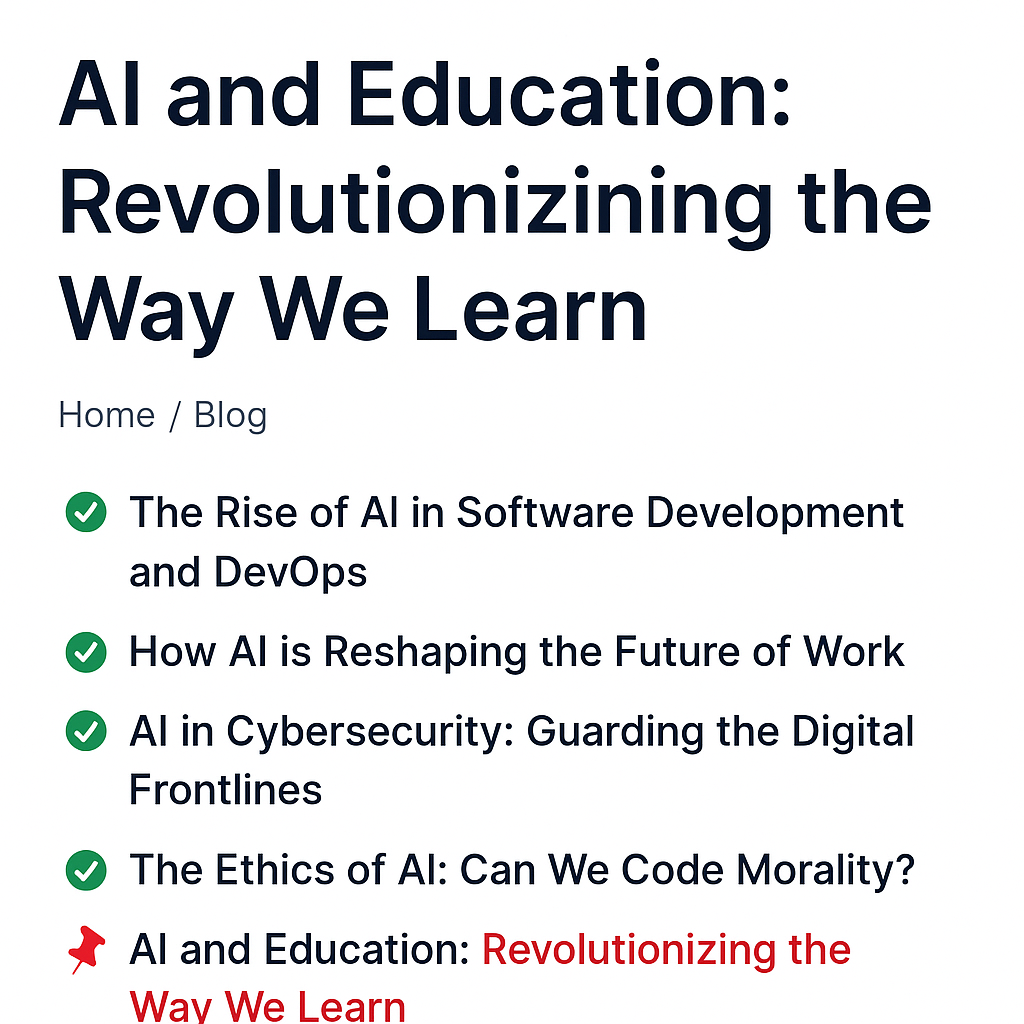 AI and Education:
Revolutionizining the
Way We Learn
Home / Blog
The Rise of AI in Software Development
and DevOps
How AI is Reshaping the Future of Work
AI in Cybersecurity: Guarding the Digital
Frontlines
The Ethics of AI: Can We Code Morality?
AI and Education: Revolutionizing the
Way We Learn